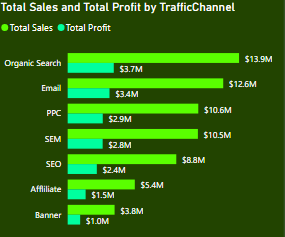 Total Sales and Total Profit by TrafficChannel
Total Sales Total Profit
Organic Search $13.9M
$3.7M
Email $12.6M
$3.4M
PPC $10.6M
$2.9M
SEM $10.5M
$2.8M
SEO $8.8M
$2.4M
Affiliate $5.4M
$1.5M
Banner $3.8M
$1.0M